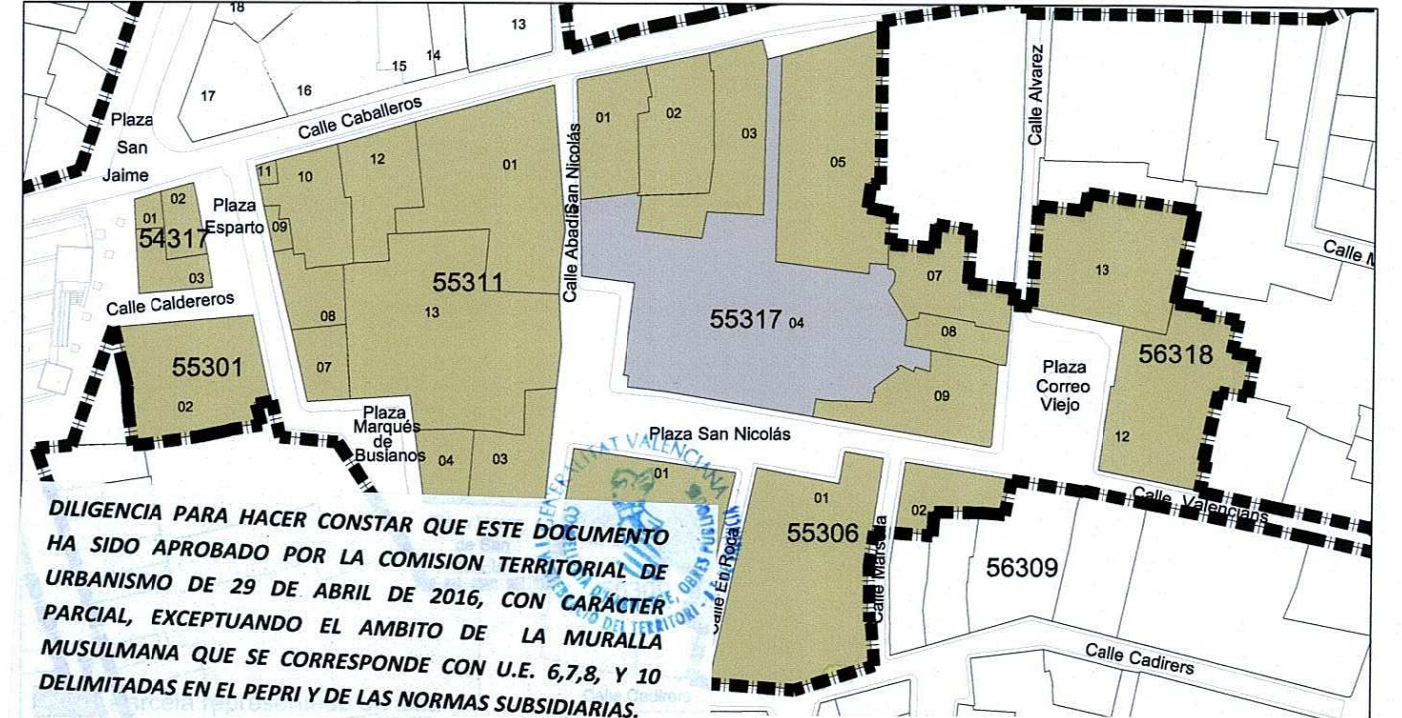 18
13
14
15
16
17
Calle Caballeros
Plaza
San
Jaime
Plaza
Esparto
01
02
03
54317
Calle Caldereros
55301
02
11
10
12
01
09
08
07
13
55311
04
03
Plaza
Marqués
de
Busianos
Calle Abadía San Nicolás
01
02
03
05
55317 04
07
08
09
Calle Alvarez
13
56318
12
Plaza
Correo
Viejo
Plaza San Nicolás
01
01
55306
02
56309
Calle En Roca
Calle Cadirers
GENERALITAT VALENCIANA
DILIGENCIA PARA HACER CONSTAR QUE ESTE DOCUMENTO
HA SIDO APROBADO POR LA COMISION TERRITORIAL DE
URBANISMO DE 29 DE ABRIL DE 2016, CON CARÁCTER
PARCIAL, EXCEPTUANDO EL AMBITO DE LA MURALLA
MUSULMANA QUE SE CORRESPONDE CON U.E. 6,7,8, Y 10
DELIMITADAS EN EL PEPRI Y DE LAS NORMAS SUBSIDIARIAS.